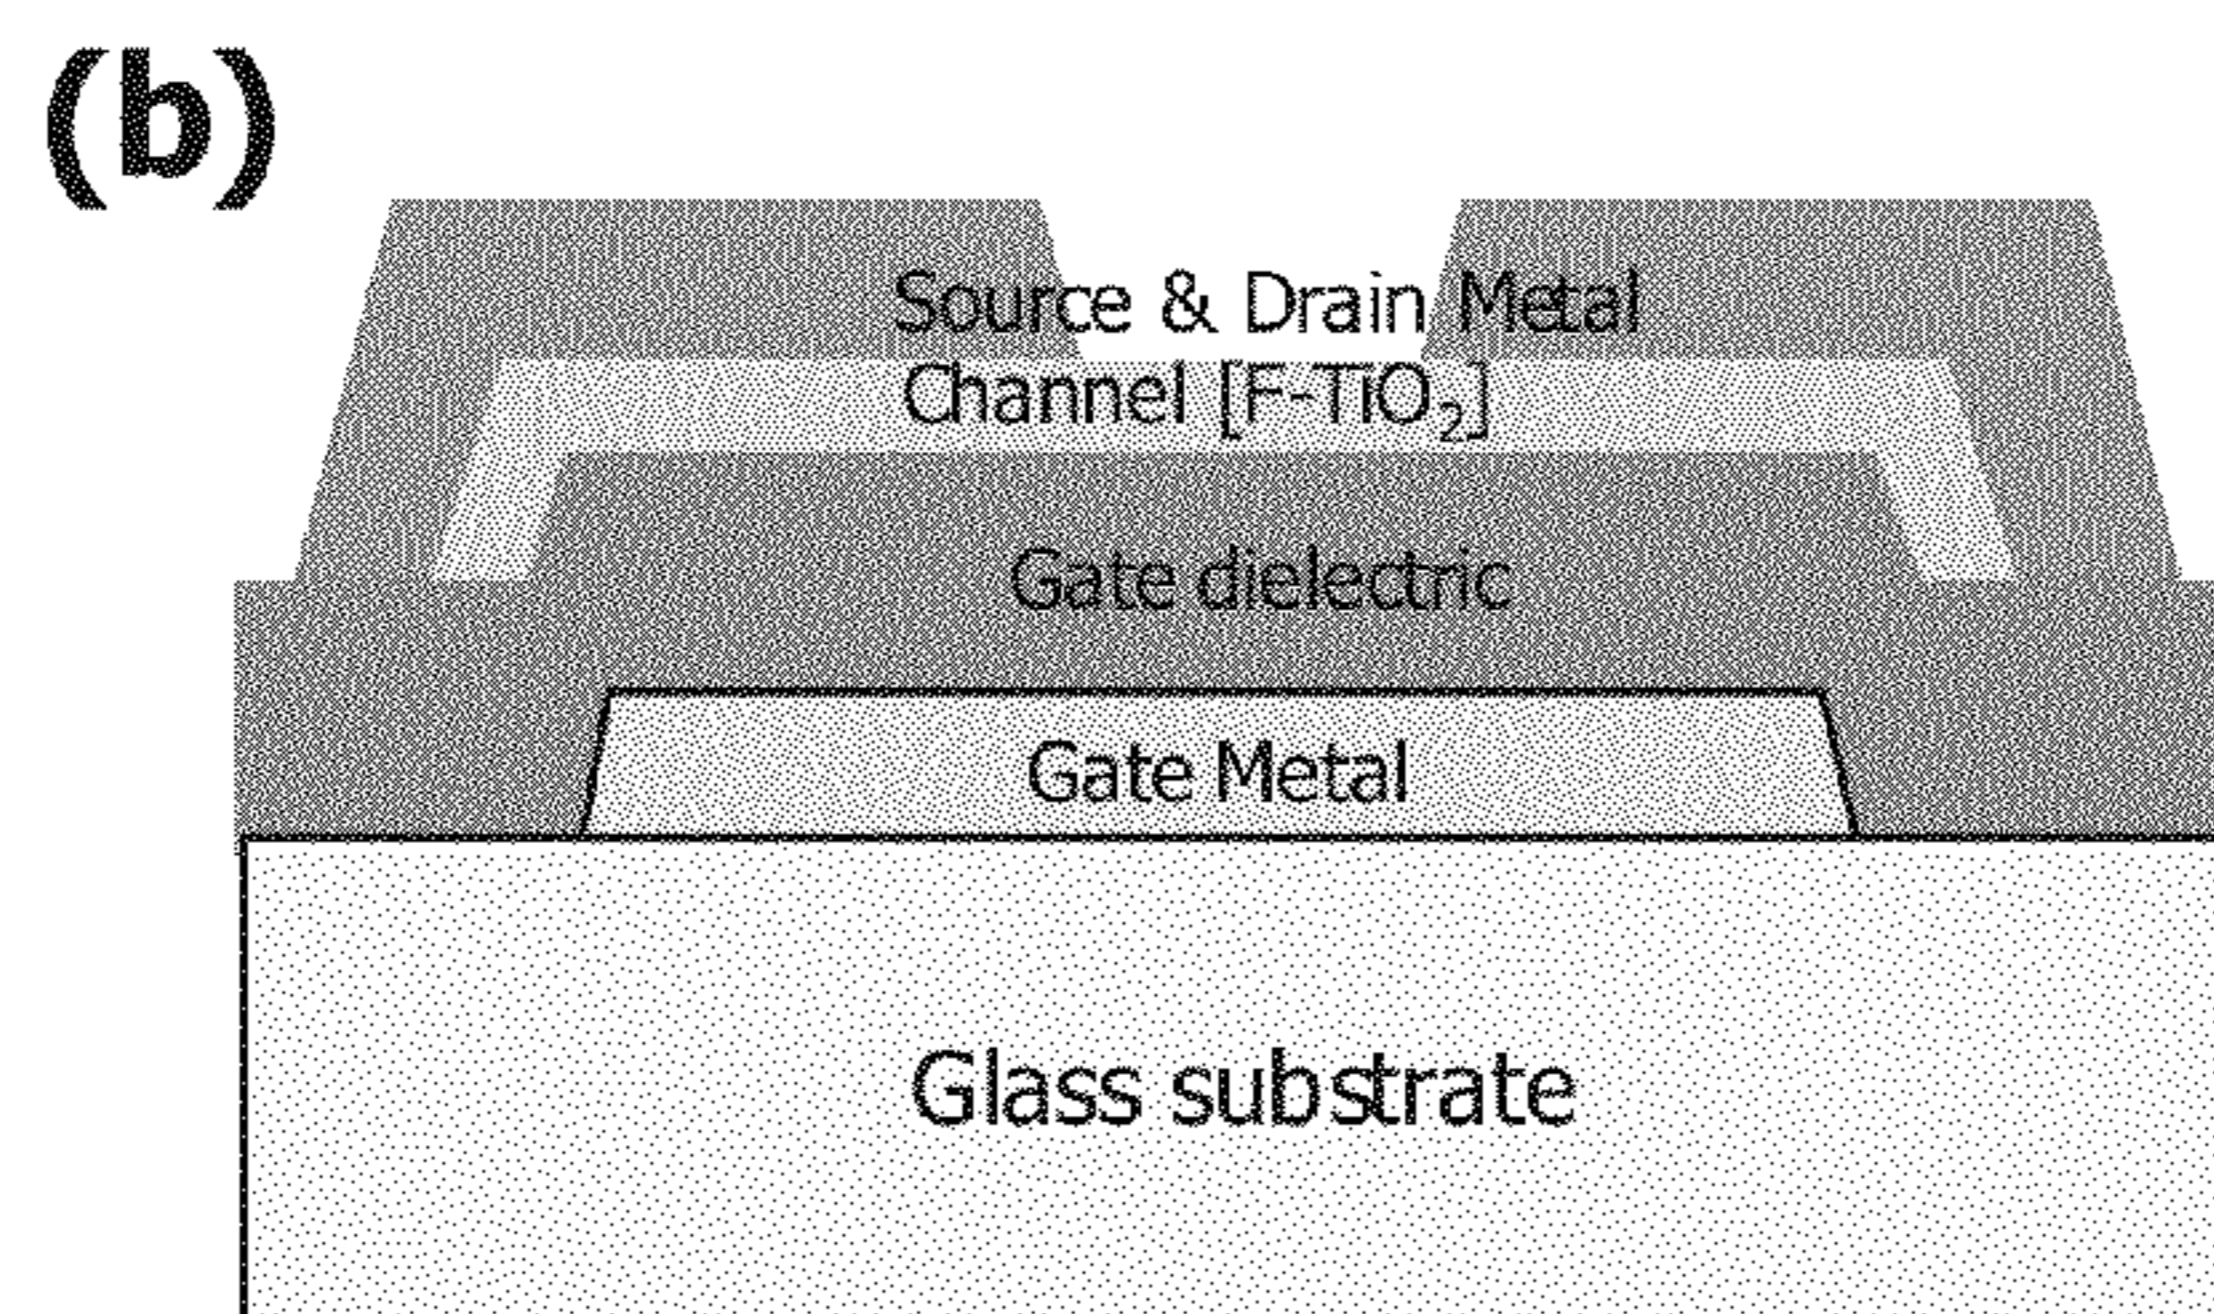 (b)
Source & Drain Metal
Channel [F-TiO₂]
Gate dielectric
Gate Metal
Glass substrate